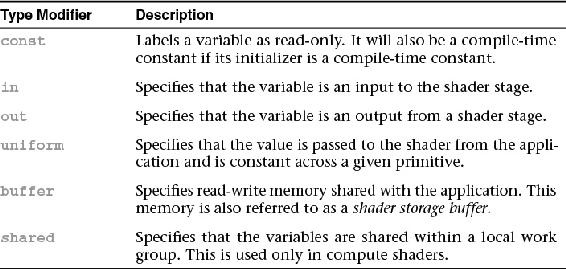 Type Modifier Description
const Labels a variable as read-only. It will also be a compile-time
constant if its initializer is a compile-time constant.
in Specifies that the variable is an input to the shader stage.
out Specifies that the variable is an output from a shader stage.
uniform Specifies that the value is passed to the shader from the appli-
cation and is constant across a given primitive.
buffer Specifies read-write memory shared with the application. This
memory is also referred to as a shader storage buffer.
shared Specifies that the variables are shared within a local work
group. This is used only in compute shaders.